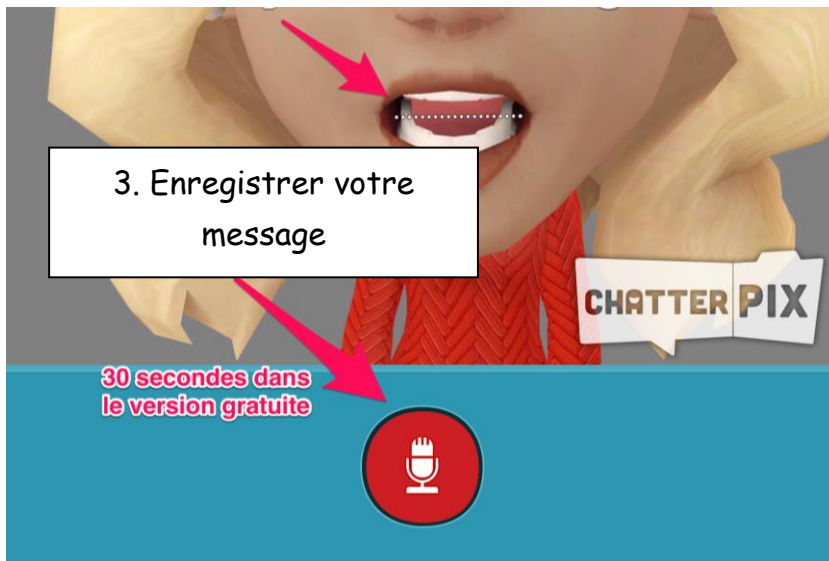 3. Enregistrer votre
message
CHATTER PIX
30 secondes dans
le version gratuite